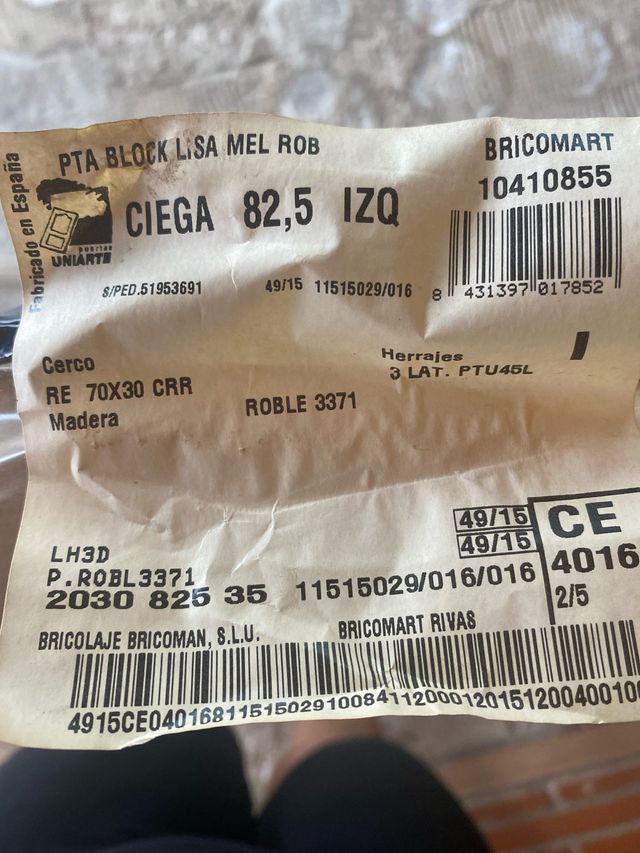 PTA BLOCK LISA MEL ROB
BRICOMART
10410855
Fabricado en España
puertas
UNIARTE
CIEGA 82,5 IZQ
8 431397 017852
S/PED.51953691 49/15 11515029/016
Cerco
RE 70X30 CRR
Madera
ROBLE 3371
Herrajes
3 LAT. PTU45L
I
49/15
49/15
CE
4016
2/5
LH3D
P.ROBL3371
2030 825 35 11515029/016/016
BRICOLAJE BRICOMAN, S.L.U. BRICOMART RIVAS
4915CE040168115150291008411200012015120040010